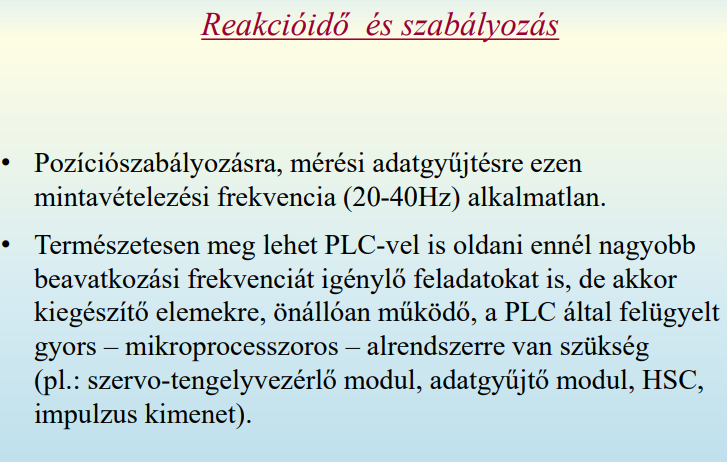 Reakcióidő és szabályozás
• Pozíciószabályozásra, mérési adatgyűjtésre ezen
mintavételezési frekvencia (20-40Hz) alkalmatlan.
• Természetesen meg lehet PLC-vel is oldani ennél nagyobb
beavatkozási frekvenciát igénylő feladatokat is, de akkor
kiegészítő elemekre, önállóan működő, a PLC által felügyelt
gyors – mikroprocesszoros – alrendszerre van szükség
(pl.: szervo-tengelyvezérlő modul, adatgyűjtő modul, HSC,
impulzus kimenet).